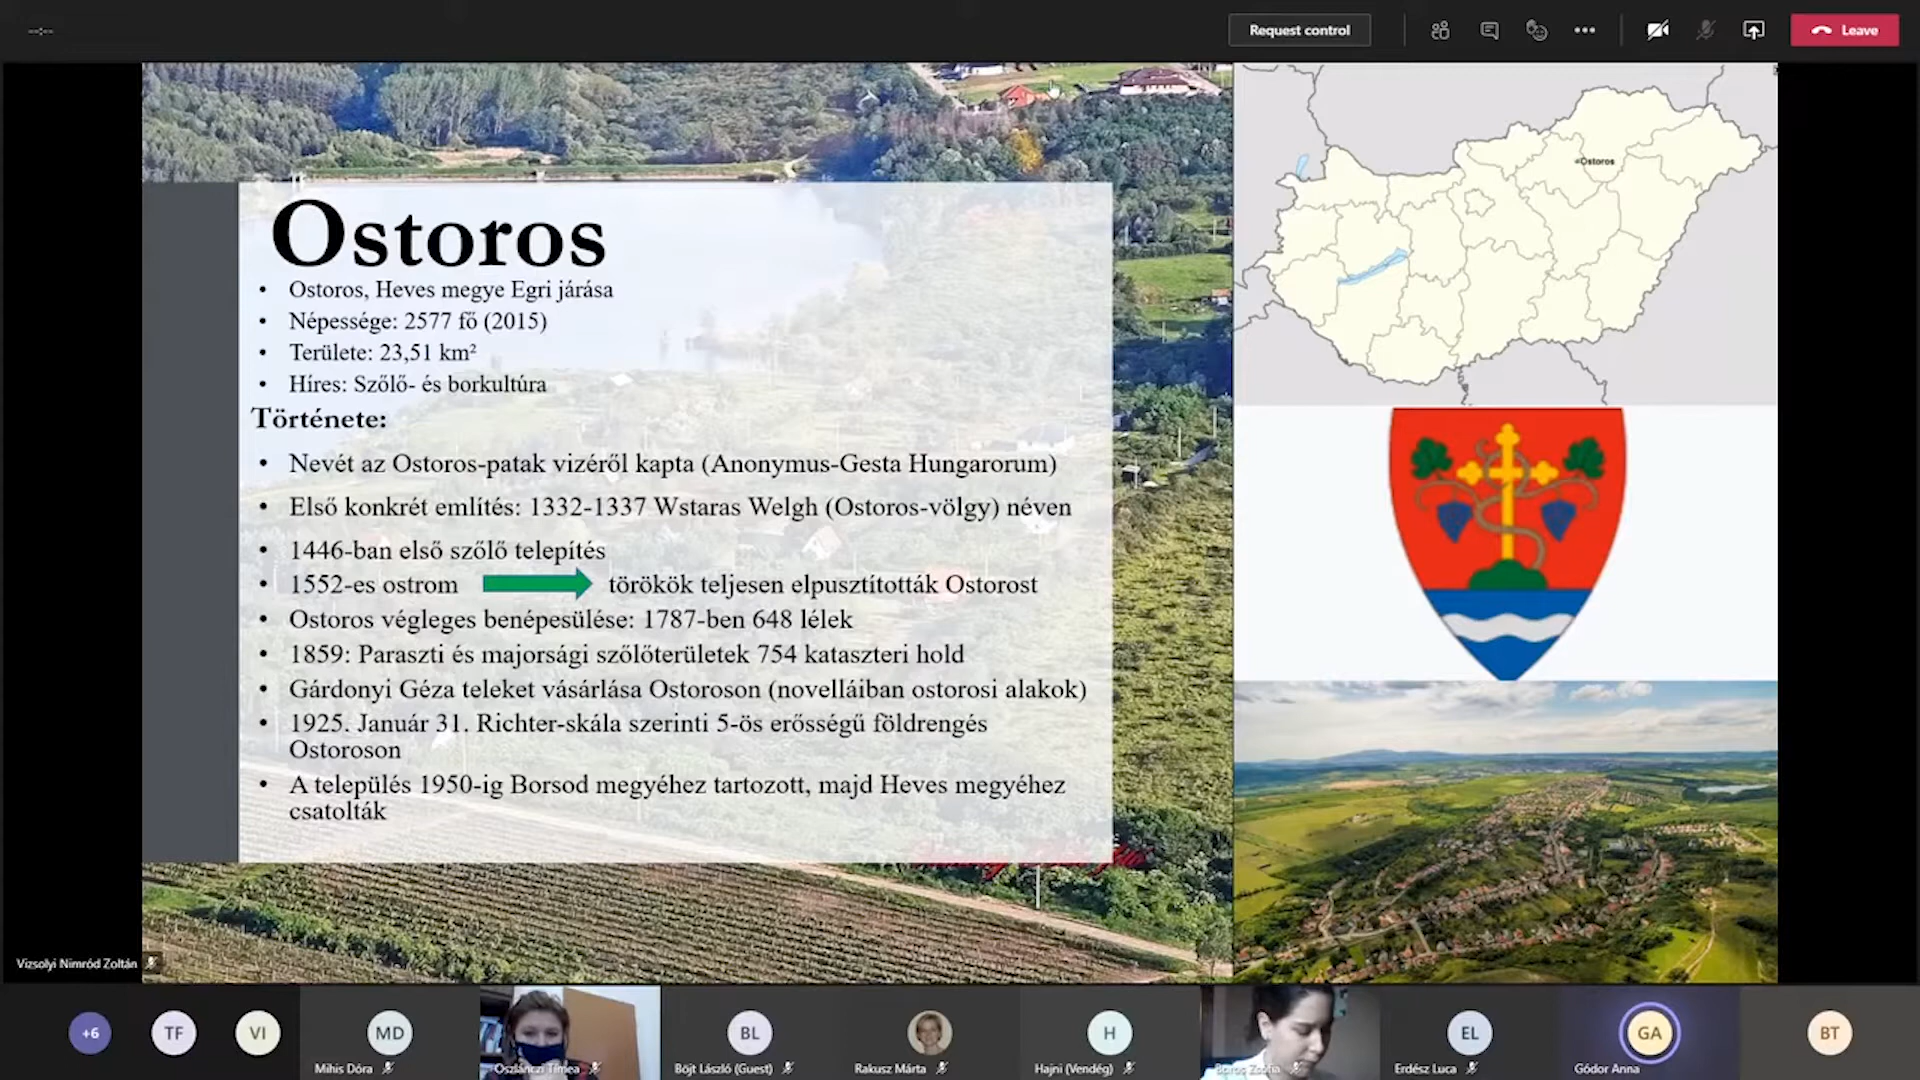 Request control
Leave
Ostoros
• Ostoros, Heves megye Egri járása
• Népessége: 2577 fő (2015)
• Területe: 23,51 km²
• Híres: Szőlő- és borkultúra
Története:
• Nevét az Ostoros-patak vizéről kapta (Anonymus-Gesta Hungarorum)
• Első konkrét említés: 1332-1337 Wstaras Welgh (Ostoros-völgy) néven
• 1446-ban első szőlő telepítés
• 1552-es ostrom törökök teljesen elpusztították Ostorost
• Ostoros végleges benépesülése: 1787-ben 648 lélek
• 1859: Paraszti és majorsági szőlőterületek 754 kataszteri hold
• Gárdonyi Géza teleket vásárlása Ostoroson (novelláiban ostorosi alakok)
• 1925. Január 31. Richter-skála szerinti 5-ös erősségű földrengés
Ostoroson
• A település 1950-ig Borsod megyéhez tartozott, majd Heves megyéhez
csatolták
Ostoros
Vizsolyi Nimród Zoltán
+6
TF
VI
MD
BL
H
EL
GA
BT
Mihis Dóra
Oszlánczi Tímea
Böjt László (Guest)
Rakusz Márta
Hajni (Vendég)
Boros Zsófia
Erdész Luca
Gódor Anna